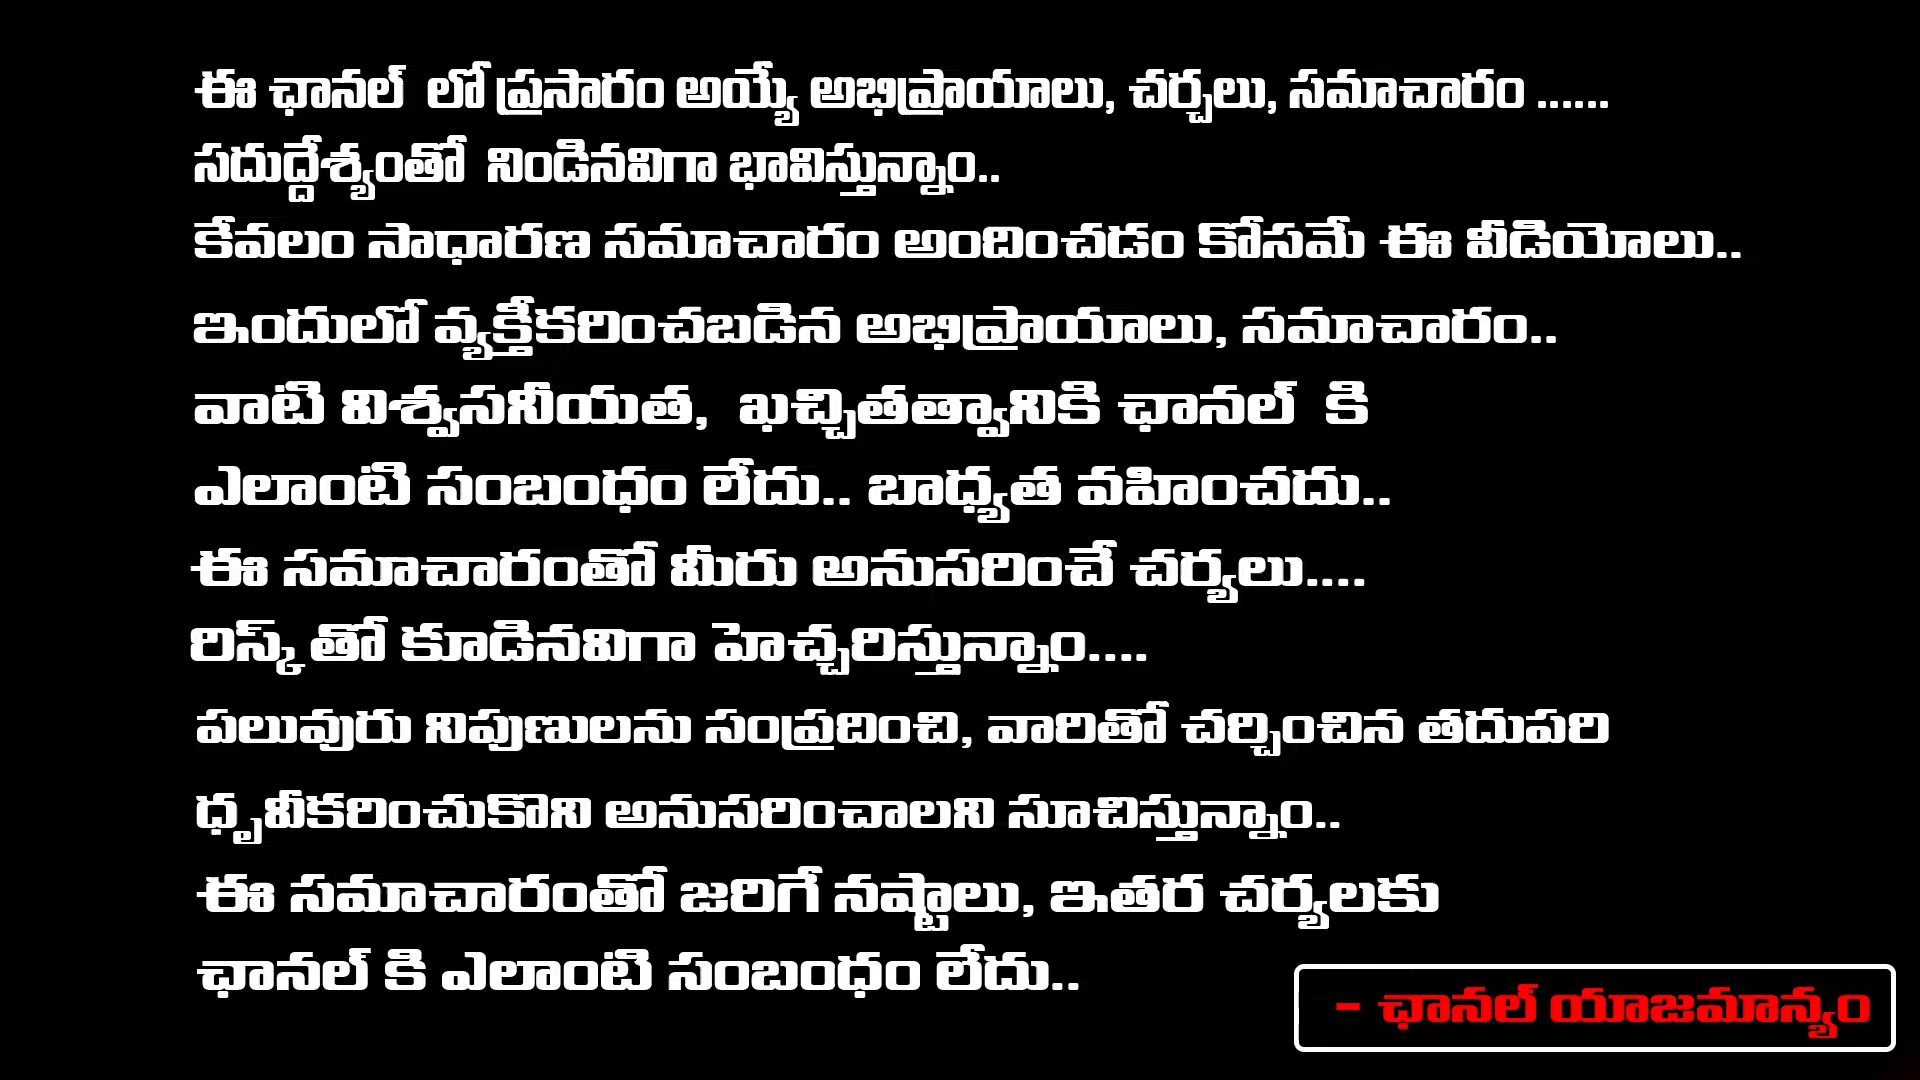 ఈ ఛానల్ లో ప్రసారం అయ్యే అభిప్రాయాలు, చర్చలు, సమాచారం ......
సదుద్దేశ్యంతో నిండినవిగా భావిస్తున్నాం..
కేవలం సాధారణ సమాచారం అందించడం కోసమే ఈ వీడియోలు..
ఇందులో వ్యక్తీకరించబడిన అభిప్రాయాలు, సమాచారం..
వాటి విశ్వసనీయత, ఖచ్చితత్వానికి ఛానల్ కి
ఎలాంటి సంబంధం లేదు.. బాధ్యత వహించదు..
ఈ సమాచారంతో మీరు అనుసరించే చర్యలు....
రిస్క్ తో కూడినవిగా హెచ్చరిస్తున్నాం....
పలువురు నిపుణులను సంప్రదించి, వారితో చర్చించిన తదుపరి
ధృవీకరించుకొని అనుసరించాలని సూచిస్తున్నాం..
ఈ సమాచారంతో జరిగే నష్టాలు, ఇతర చర్యలకు
ఛానల్ కి ఎలాంటి సంబంధం లేదు..
- ఛానల్ యాజమాన్యం